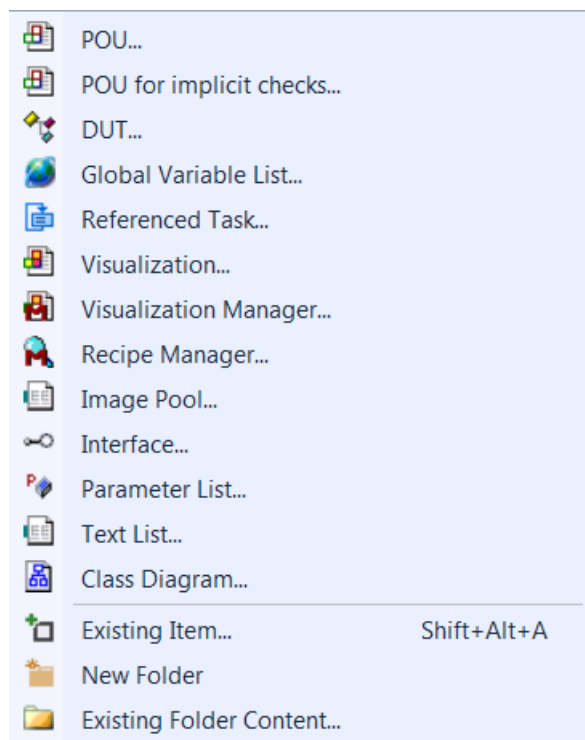 POU...
POU for implicit checks...
DUT...
Global Variable List...
Referenced Task...
Visualization...
Visualization Manager...
Recipe Manager...
Image Pool...
Interface...
Parameter List...
Text List...
Class Diagram...
Existing Item... Shift+Alt+A
New Folder
Existing Folder Content...